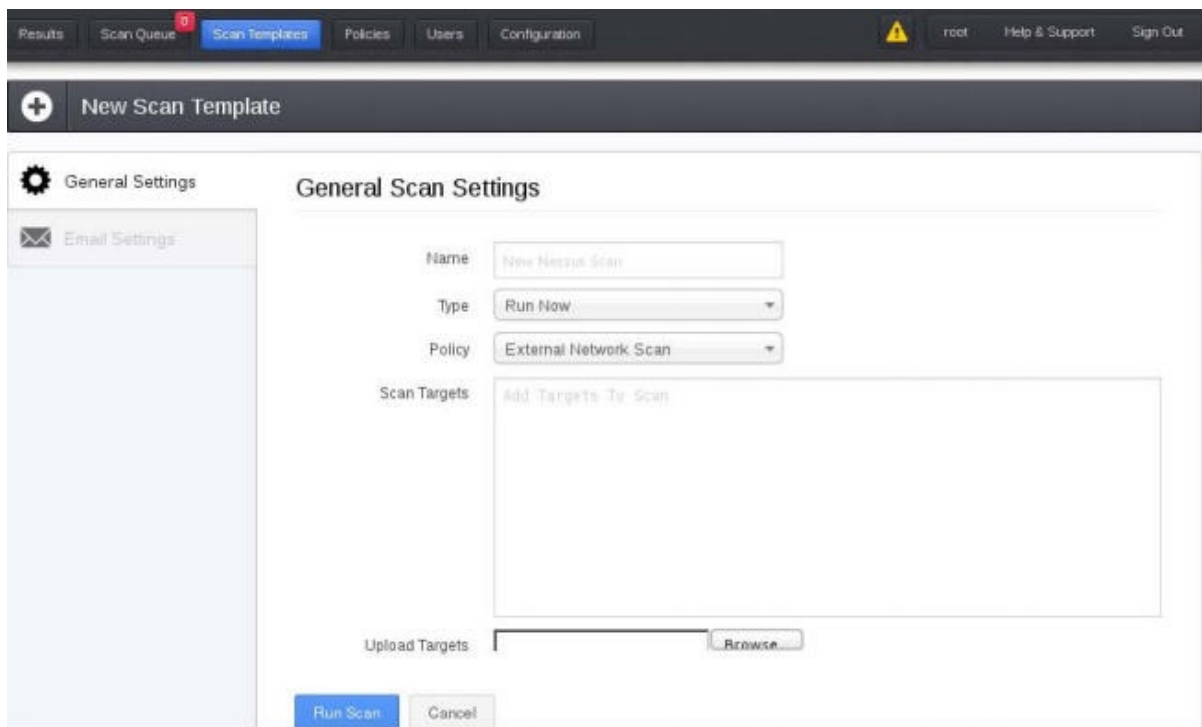 Results Scan Queue 0 Scan Templates Policies Users Configuration root Help & Support Sign Out
New Scan Template
General Settings
Email Settings
General Scan Settings
Name New Nessus Scan
Type Run Now
Policy External Network Scan
Scan Targets Add Targets To Scan
Upload Targets Browse...
Run Scan Cancel